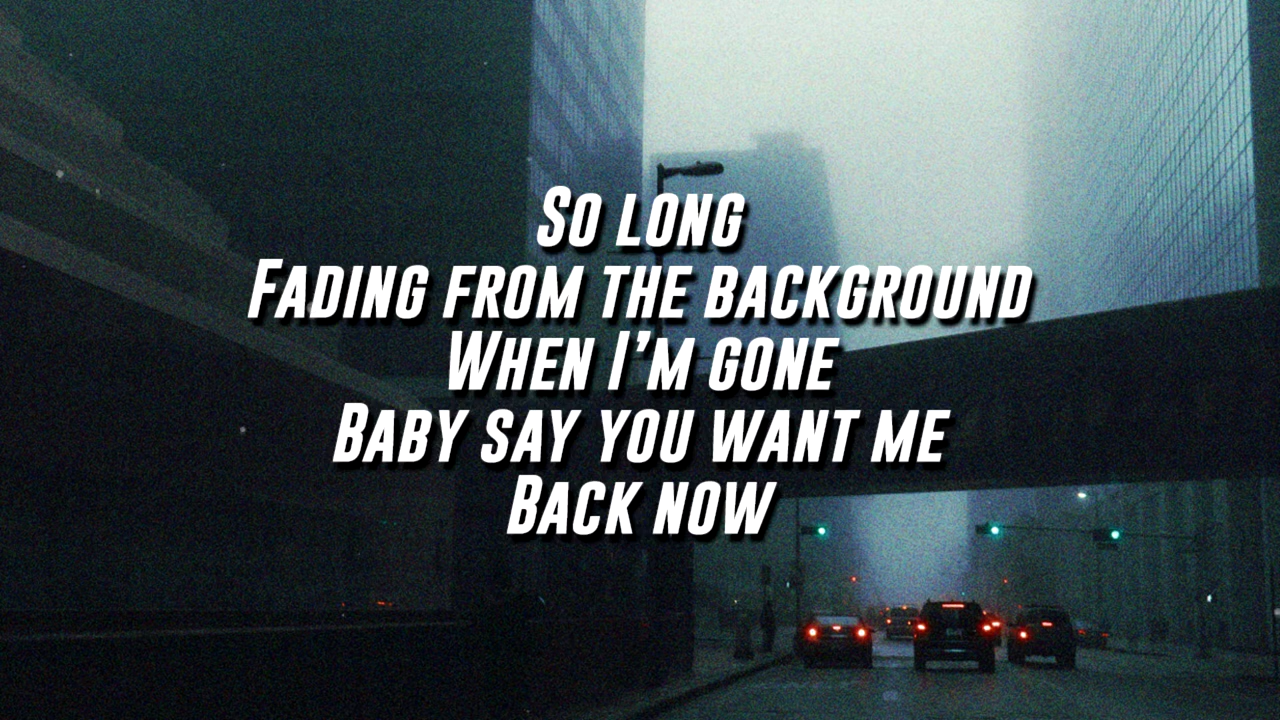 So long
Fading from the background
When I’m gone
Baby say you want me
Back now